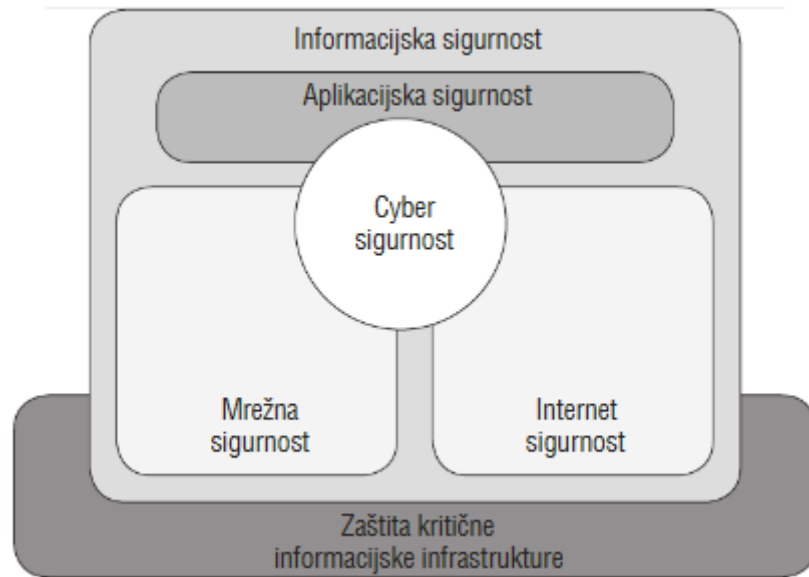 Informacijska sigurnost
Aplikacijska sigurnost
Cyber
sigurnost
Mrežna
sigurnost
Internet
sigurnost
Zaštita kritične
informacijske infrastrukture